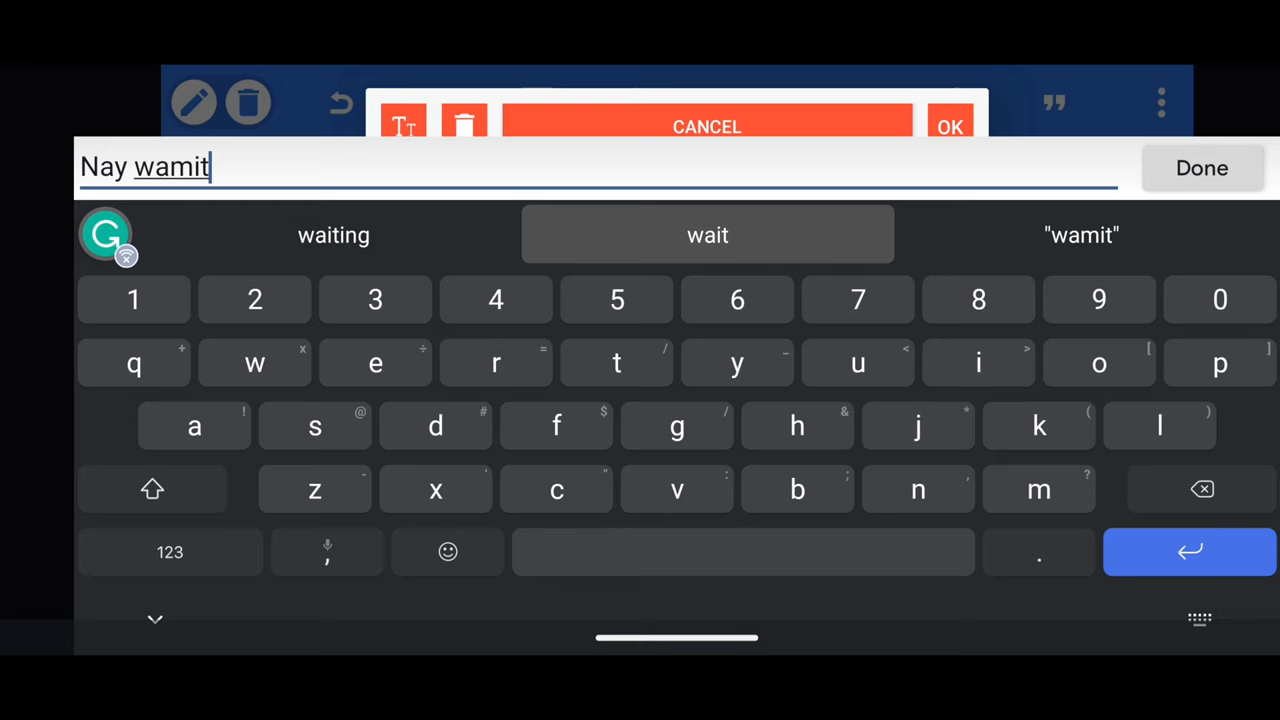 Tт CANCEL OK
Nay wamit Done
waiting wait "wamit"
1 2 3 4 5 6 7 8 9 0
q + w x e ÷ r = t / y _ u < i > o [ p ]
a ! s @ d # f $ g / h & j * k ( l )
z - x ' c " v : b ; n , m ?
123 , .